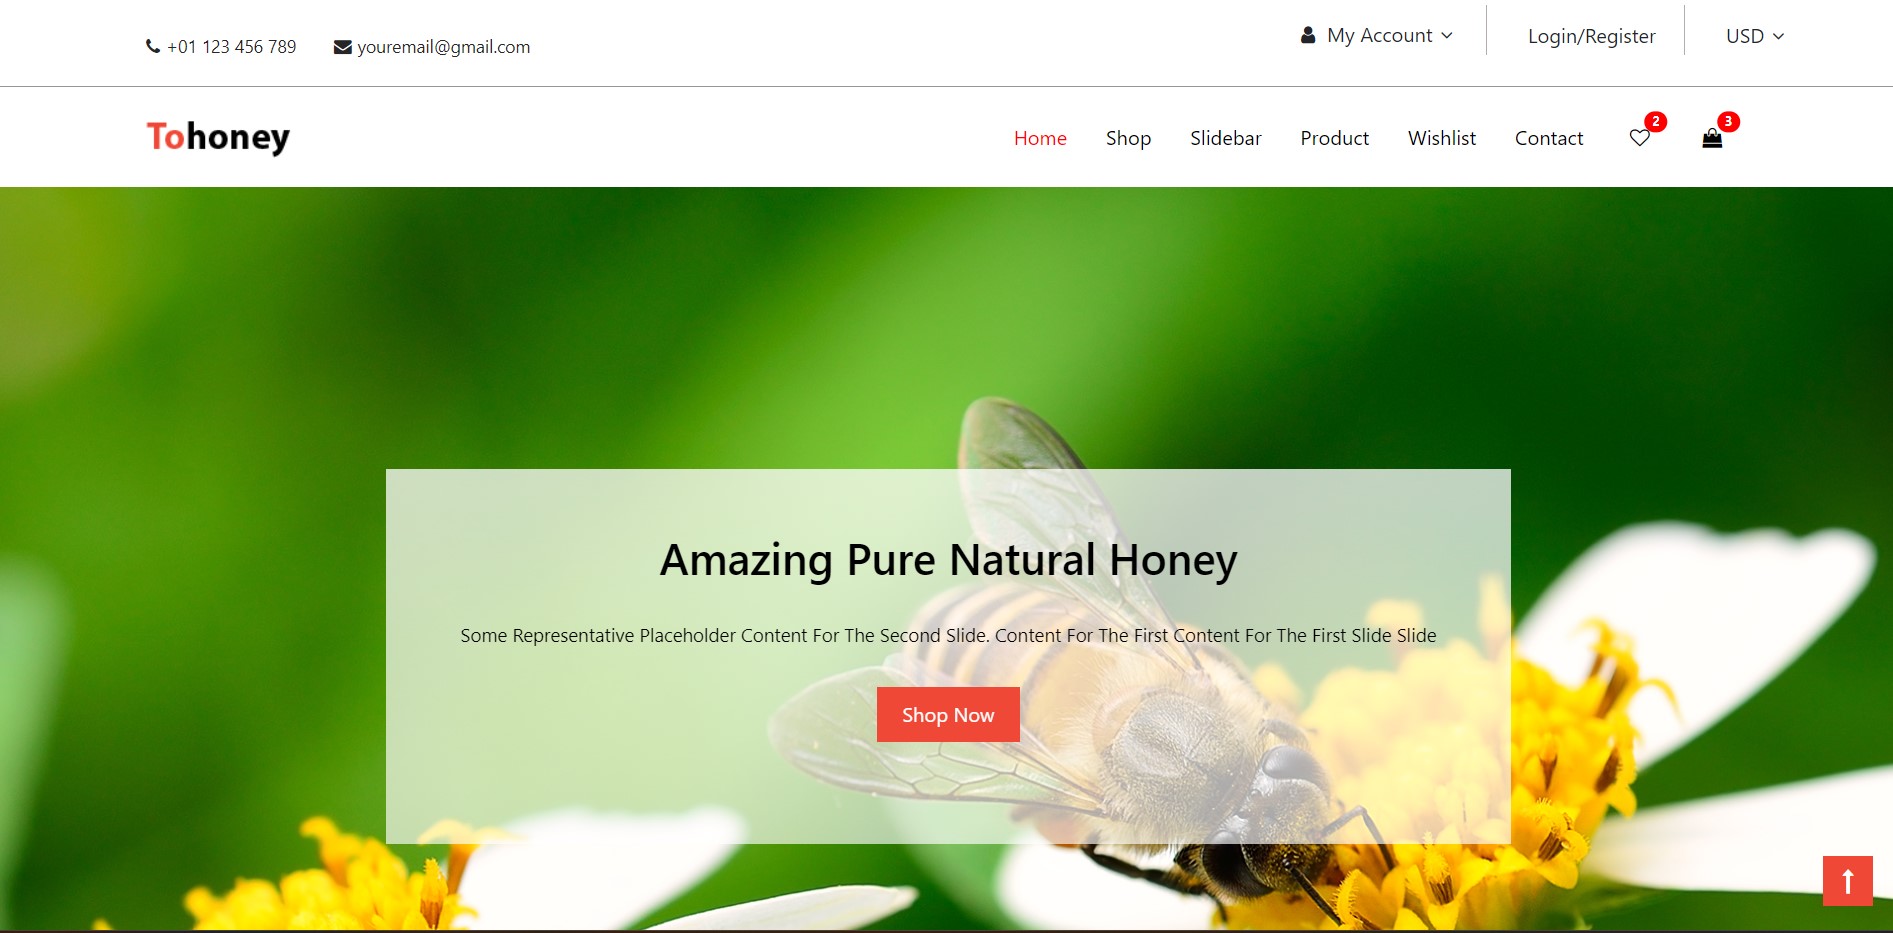 +01 123 456 789 youremail@gmail.com My Account Login/Register USD
Tohoney Home Shop Slidebar Product Wishlist Contact 2 3
Amazing Pure Natural Honey
Some Representative Placeholder Content For The Second Slide. Content For The First Content For The First Slide Slide
Shop Now